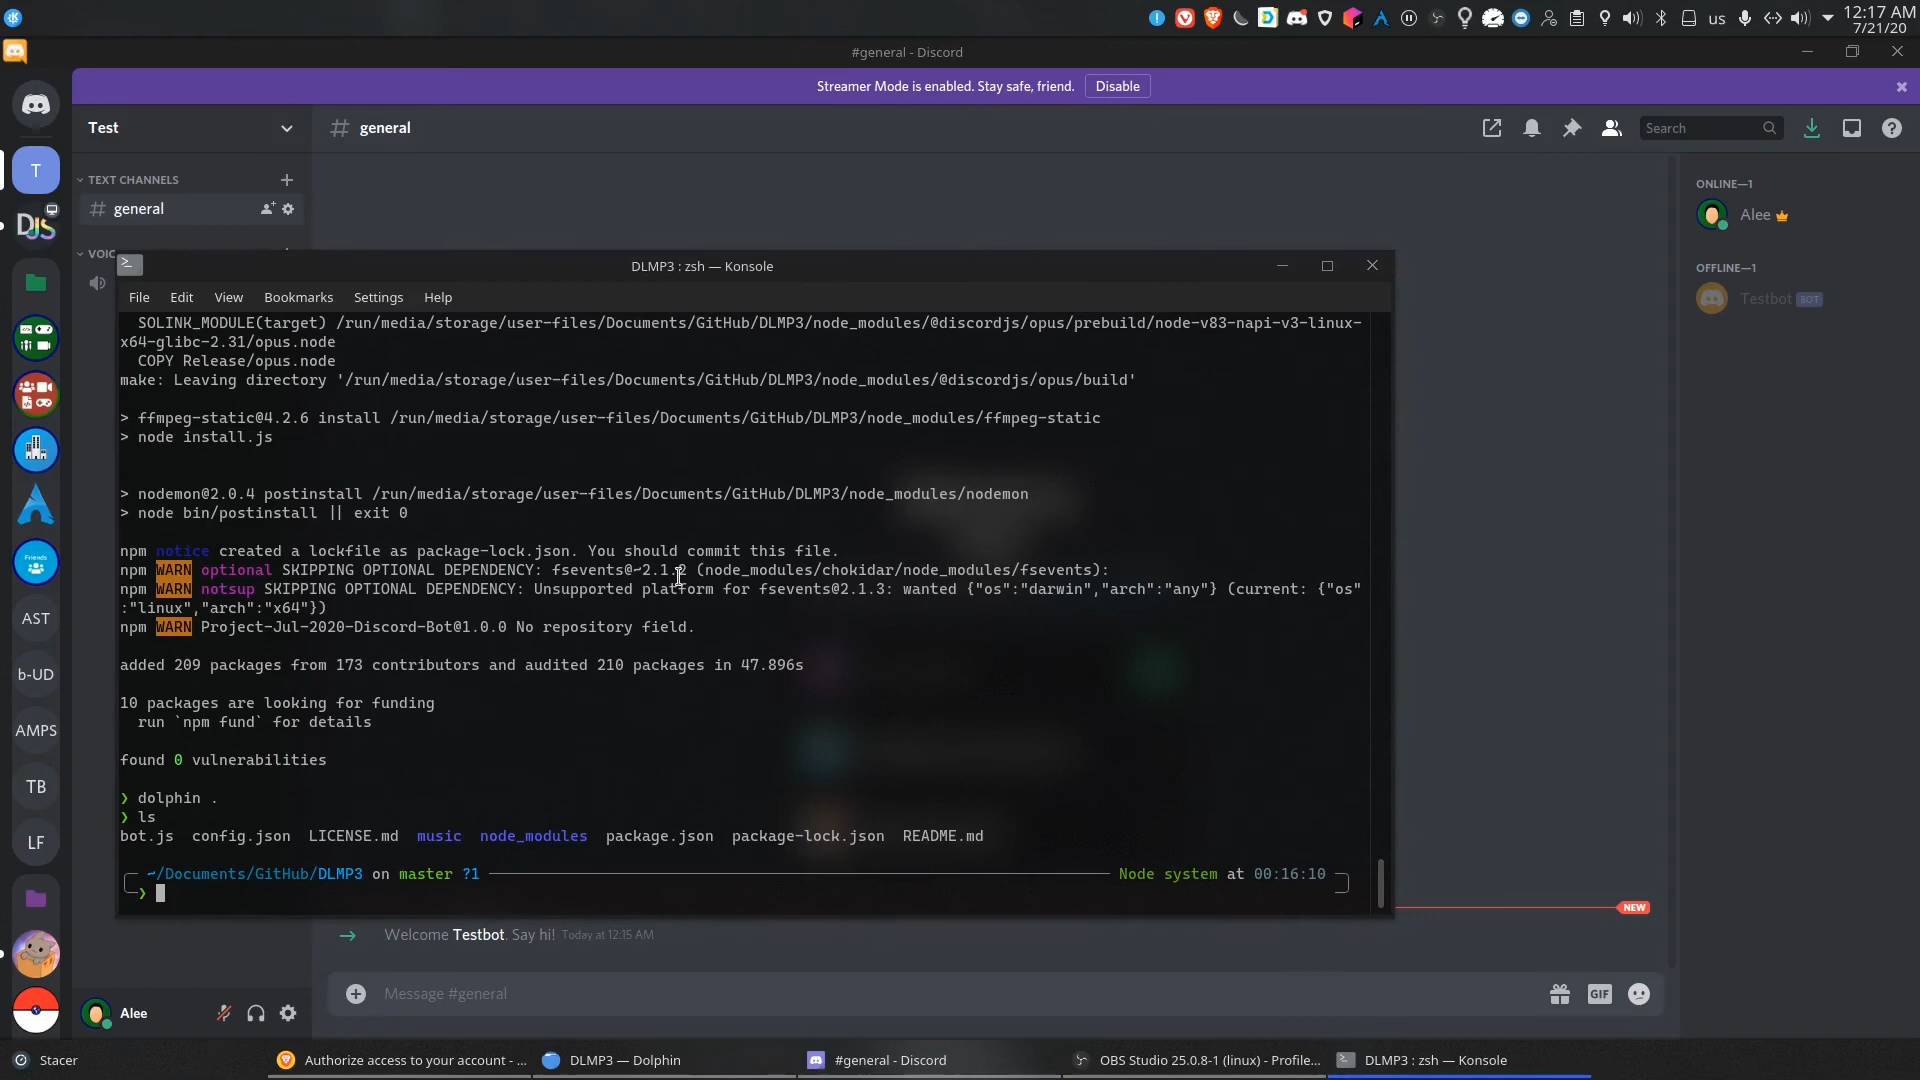 us
12:17 AM
7/21/20
#general - Discord
Streamer Mode is enabled. Stay safe, friend. Disable
Test
# general
Search
TEXT CHANNELS
# general
VOIC
T
DJS
Friends
AST
b-UD
AMPS
TB
LF
ONLINE—1
Alee
OFFLINE—1
Testbot BOT
DLMP3 : zsh — Konsole
File Edit View Bookmarks Settings Help
SOLINK_MODULE(target) /run/media/storage/user-files/Documents/GitHub/DLMP3/node_modules/@discordjs/opus/prebuild/node-v83-napi-v3-linux-
x64-glibc-2.31/opus.node
COPY Release/opus.node
make: Leaving directory '/run/media/storage/user-files/Documents/GitHub/DLMP3/node_modules/@discordjs/opus/build'
> ffmpeg-static@4.2.6 install /run/media/storage/user-files/Documents/GitHub/DLMP3/node_modules/ffmpeg-static
> node install.js
> nodemon@2.0.4 postinstall /run/media/storage/user-files/Documents/GitHub/DLMP3/node_modules/nodemon
> node bin/postinstall || exit 0
npm notice created a lockfile as package-lock.json. You should commit this file.
npm WARN optional SKIPPING OPTIONAL DEPENDENCY: fsevents@~2.1.2 (node_modules/chokidar/node_modules/fsevents):
npm WARN notsup SKIPPING OPTIONAL DEPENDENCY: Unsupported platform for fsevents@2.1.3: wanted {"os":"darwin","arch":"any"} (current: {"os"
:"linux","arch":"x64"})
npm WARN Project-Jul-2020-Discord-Bot@1.0.0 No repository field.
added 209 packages from 173 contributors and audited 210 packages in 47.896s
10 packages are looking for funding
run `npm fund` for details
found 0 vulnerabilities
❯ dolphin .
❯ ls
bot.js config.json LICENSE.md music node_modules package.json package-lock.json README.md
~/Documents/GitHub/DLMP3 on master ?1 Node system at 00:16:10
❯
NEW
Welcome Testbot. Say hi! Today at 12:15 AM
Message #general
GIF
Alee
Stacer
Authorize access to your account - ...
DLMP3 — Dolphin
#general - Discord
OBS Studio 25.0.8-1 (linux) - Profile...
DLMP3 : zsh — Konsole